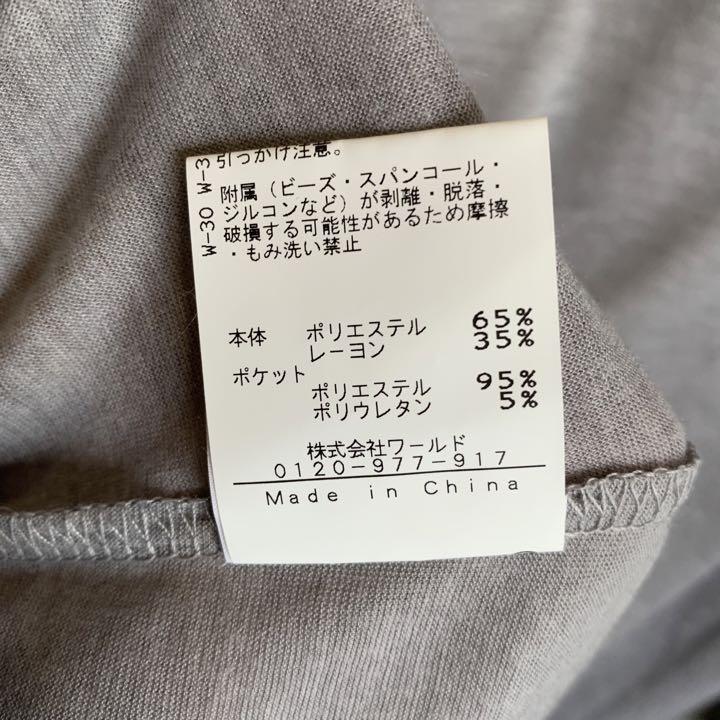 引っかけ注意。
附属（ビーズ・スパンコール・
ジルコンなど）が剥離・脱落・
破損する可能性があるため摩擦
・もみ洗い禁止
W-30 W-3
本体 ポリエステル 65%
レーヨン 35%
ポケット
ポリエステル 95%
ポリウレタン 5%
株式会社ワールド
0120-977-917
Made in China